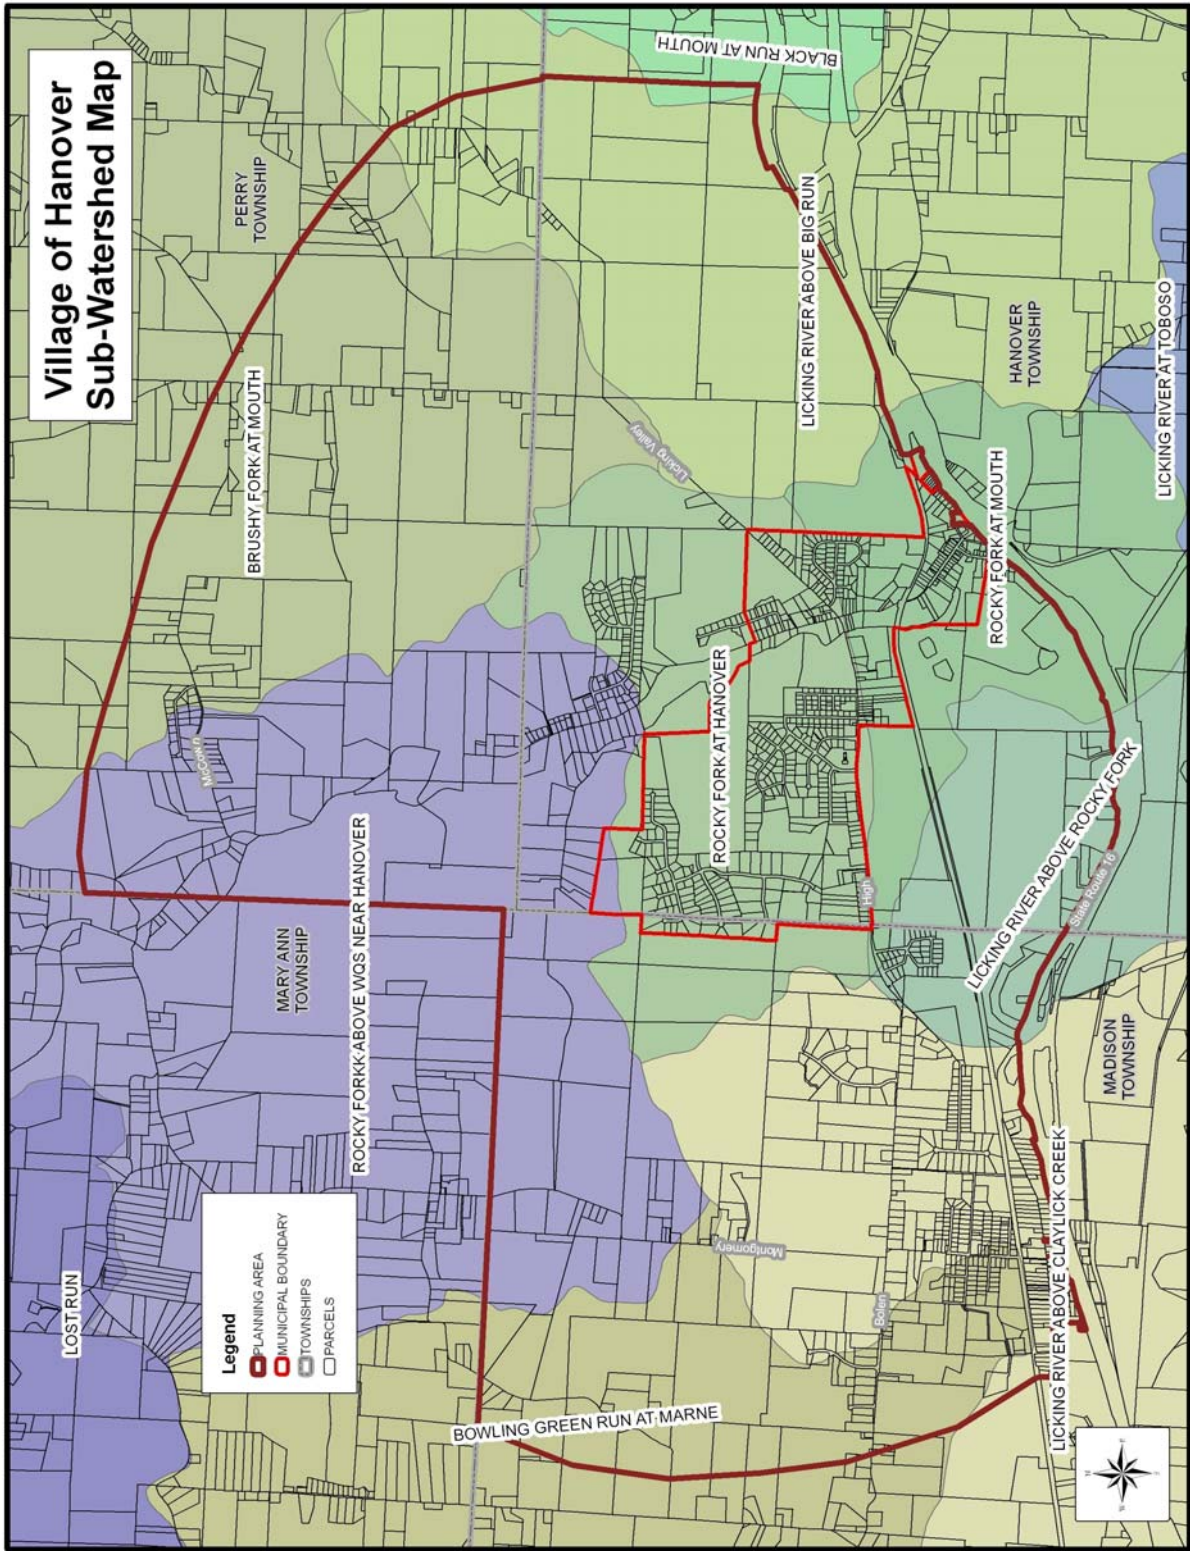 Village of Hanover
Sub-Watershed Map
PERRY
TOWNSHIP
BLACK RUN AT MOUTH
BRUSHY FORK AT MOUTH
LICKING RIVER ABOVE BIG RUN
HANOVER
TOWNSHIP
LICKING RIVER AT TOBOSO
Licking Valley
ROCKY FORK AT MOUTH
ROCKY FORK AT HANOVER
LICKING RIVER ABOVE ROCKY FORK
State Route 16
High
MARY ANN
TOWNSHIP
ROCKY FORKK ABOVE WQS NEAR HANOVER
MADISON
TOWNSHIP
LICKING RIVER ABOVE CLAYLICK CREEK
Montgomery
Bolen
LOST RUN
BOWLING GREEN RUN AT MARNE
Legend
PLANNING AREA
MUNICIPAL BOUNDARY
TOWNSHIPS
PARCELS